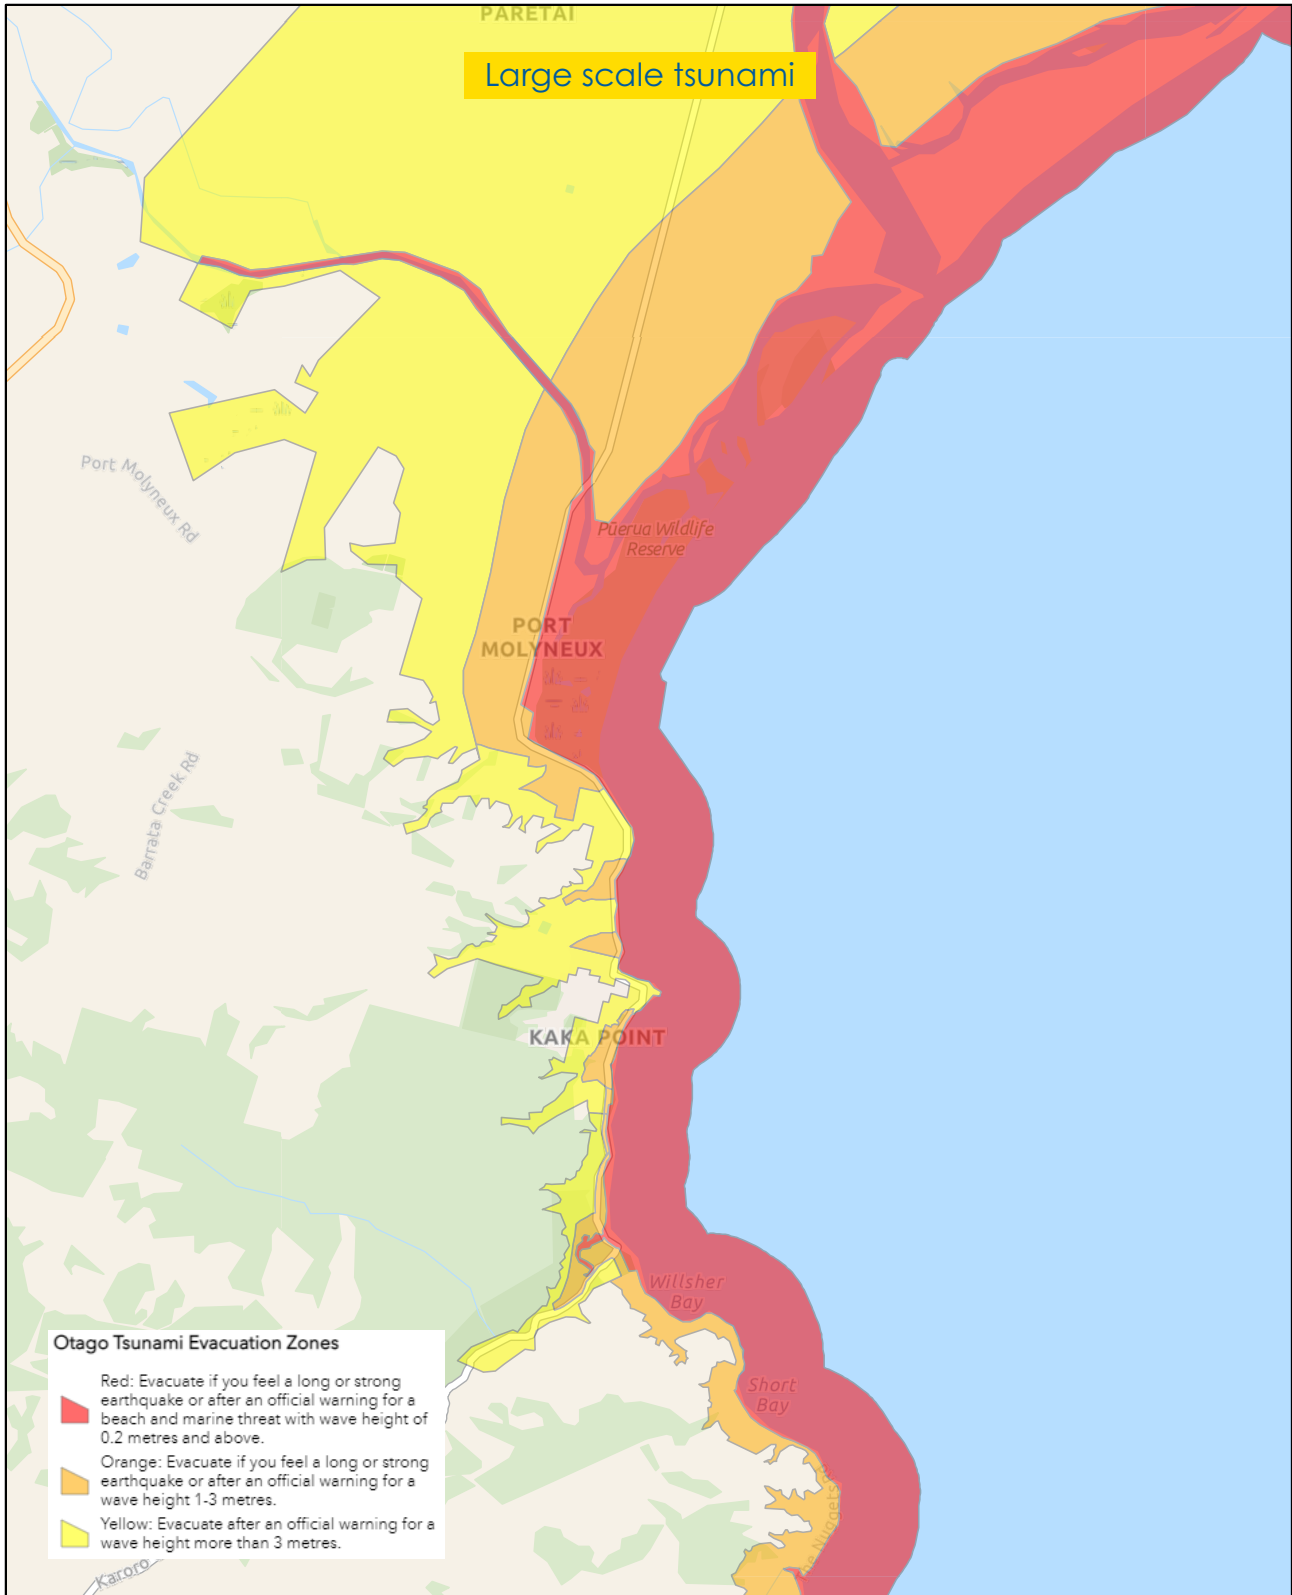 PARETAI
Large scale tsunami
Port Molyneux Rd
Pūerua Wildlife
Reserve
PORT
MOLYNEUX
Barrata Creek Rd
KAKA POINT
Willsher
Bay
Short
Bay
Otago Tsunami Evacuation Zones
Red: Evacuate if you feel a long or strong
earthquake or after an official warning for a
beach and marine threat with wave height of
0.2 metres and above.
Orange: Evacuate if you feel a long or strong
earthquake or after an official warning for a
wave height 1-3 metres.
Yellow: Evacuate after an official warning for a
wave height more than 3 metres.
Karoro